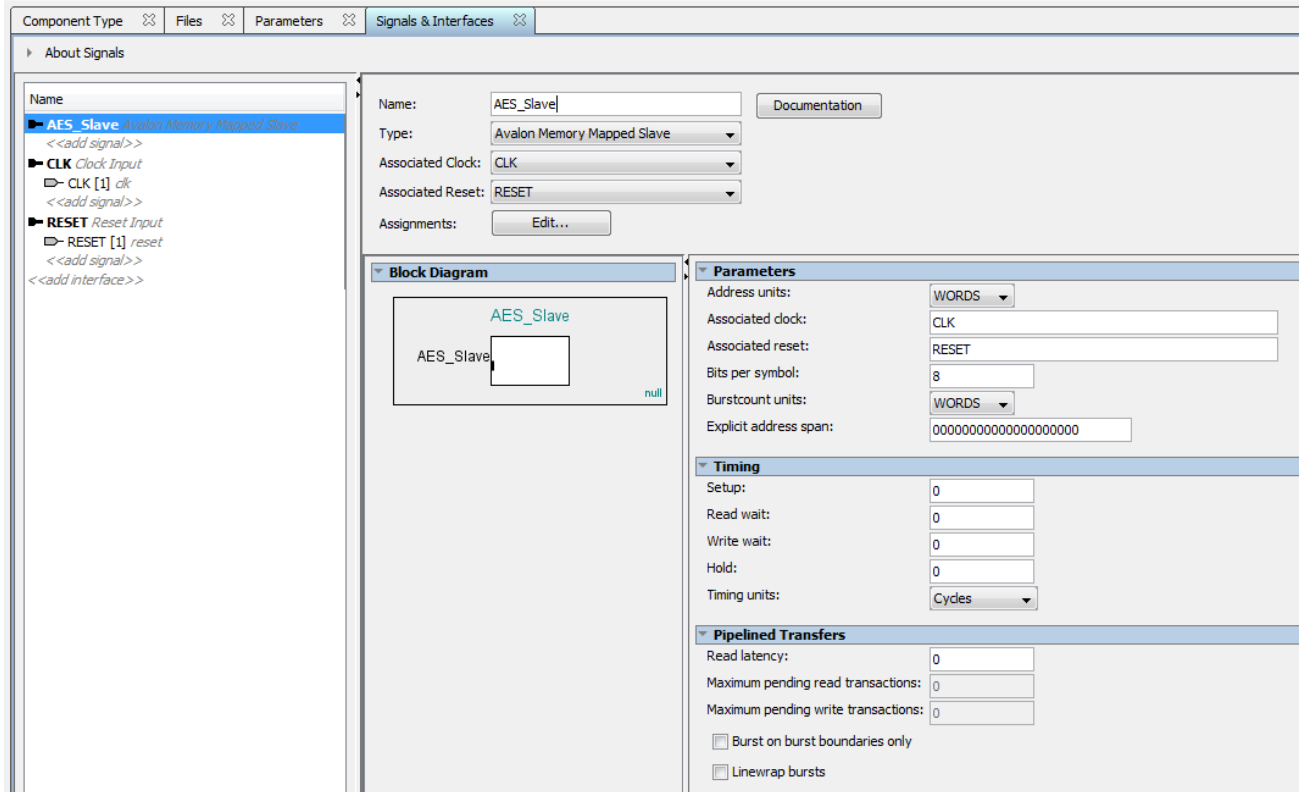 Component Type
Files
Parameters
Signals & Interfaces
About Signals
Name
AES_Slave Avalon Memory Mapped Slave
<<add signal>>
CLK Clock Input
CLK [1] clk
<<add signal>>
RESET Reset Input
RESET [1] reset
<<add signal>>
<<add interface>>
Name: AES_Slave Documentation
Type: Avalon Memory Mapped Slave
Associated Clock: CLK
Associated Reset: RESET
Assignments: Edit...
Block Diagram
AES_Slave
AES_Slave
null
Parameters
Address units: WORDS
Associated clock: CLK
Associated reset: RESET
Bits per symbol: 8
Burstcount units: WORDS
Explicit address span: 00000000000000000000
Timing
Setup: 0
Read wait: 0
Write wait: 0
Hold: 0
Timing units: Cycles
Pipelined Transfers
Read latency: 0
Maximum pending read transactions: 0
Maximum pending write transactions: 0
Burst on burst boundaries only
Linewrap bursts